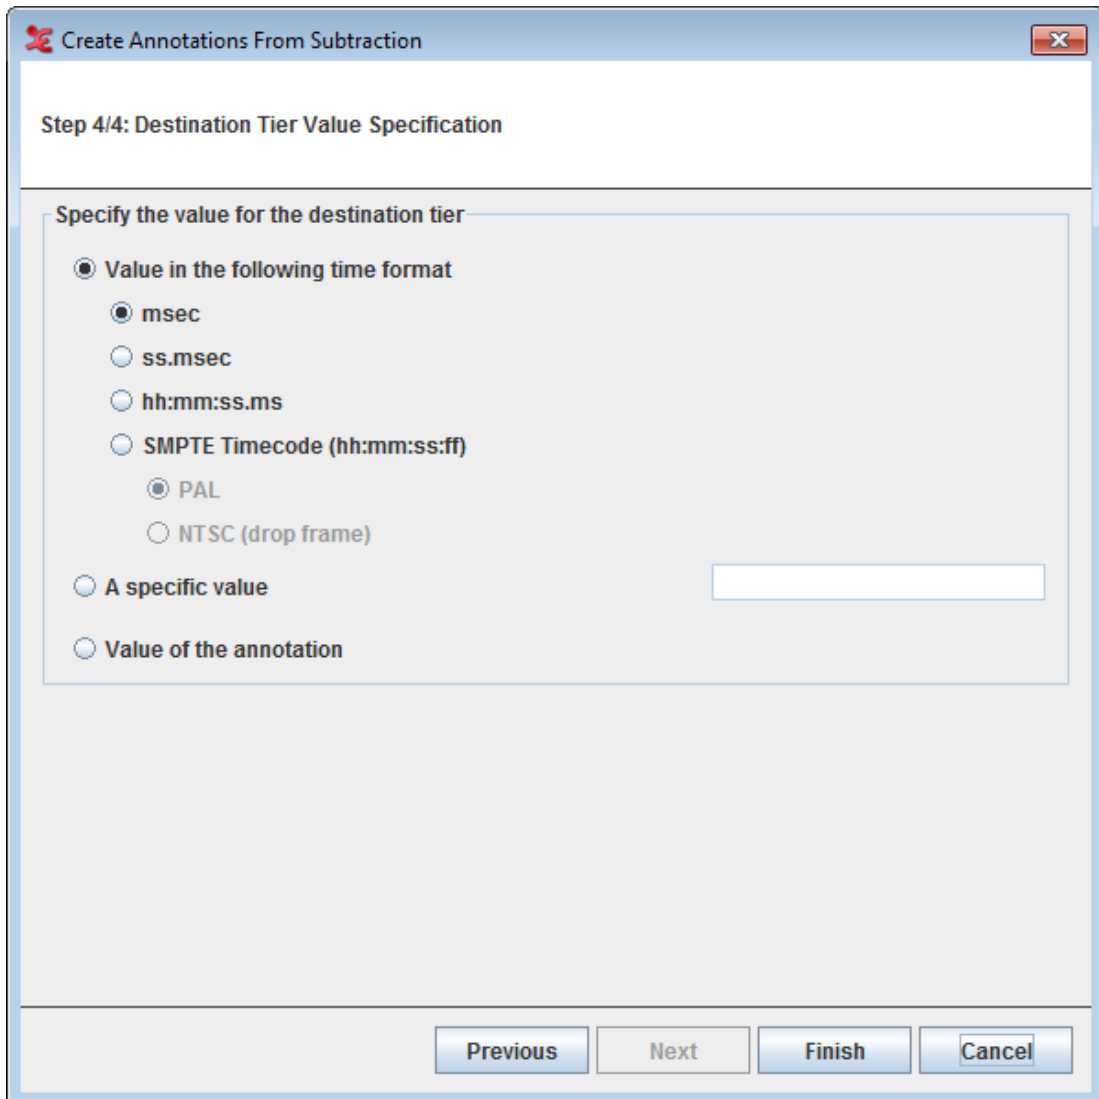 Create Annotations From Subtraction
Step 4/4: Destination Tier Value Specification
Specify the value for the destination tier
Value in the following time format
msec
ss.msec
hh:mm:ss.ms
SMPTE Timecode (hh:mm:ss:ff)
PAL
NTSC (drop frame)
A specific value
Value of the annotation
Previous Next Finish Cancel